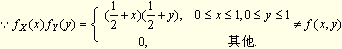 ∵ f_X(x)f_Y(y) = { (1/2+x)(1/2+y), 0≤x≤1,0≤y≤1
0, 其他. ≠ f(x,y)